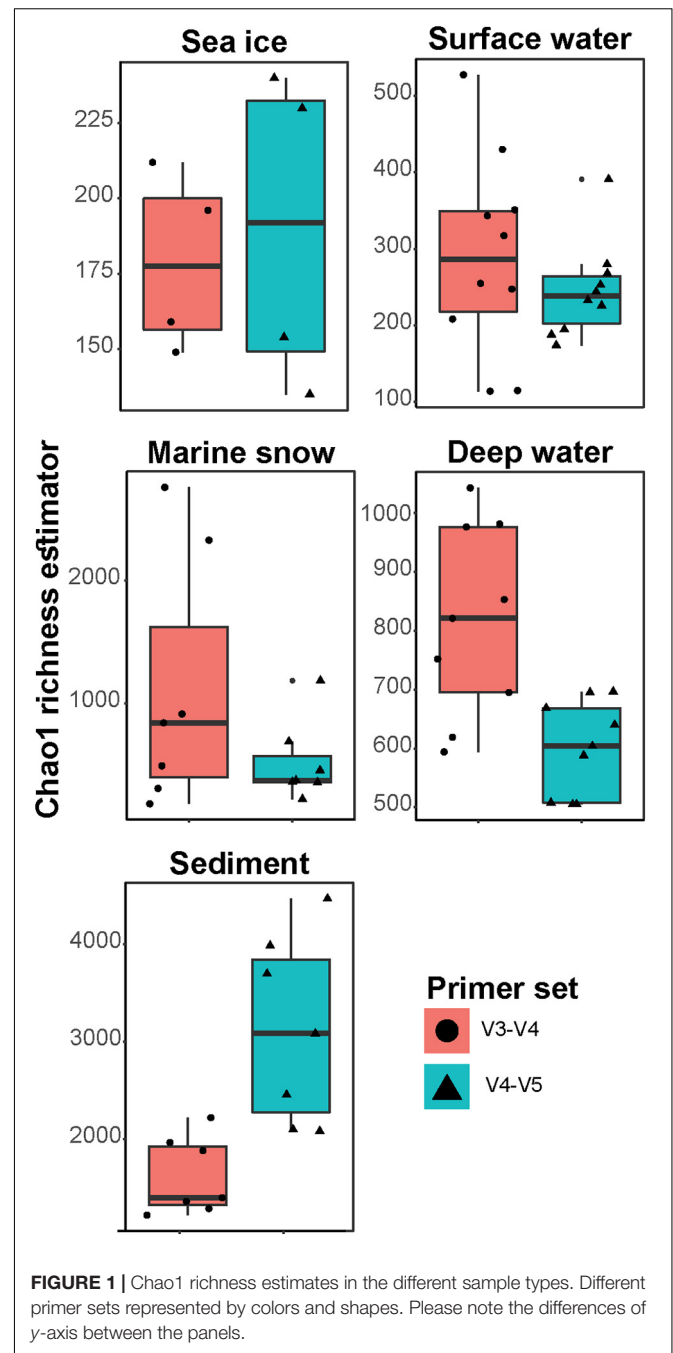 Sea ice
Surface water
225
200
175
150
500
400
300
200
100
Marine snow
Deep water
Chao1 richness estimator
2000
1000
1000
900
800
700
600
500
Sediment
4000
3000
2000
Primer set
V3-V4
V4-V5
FIGURE 1 | Chao1 richness estimates in the different sample types. Different
primer sets represented by colors and shapes. Please note the differences of
y-axis between the panels.